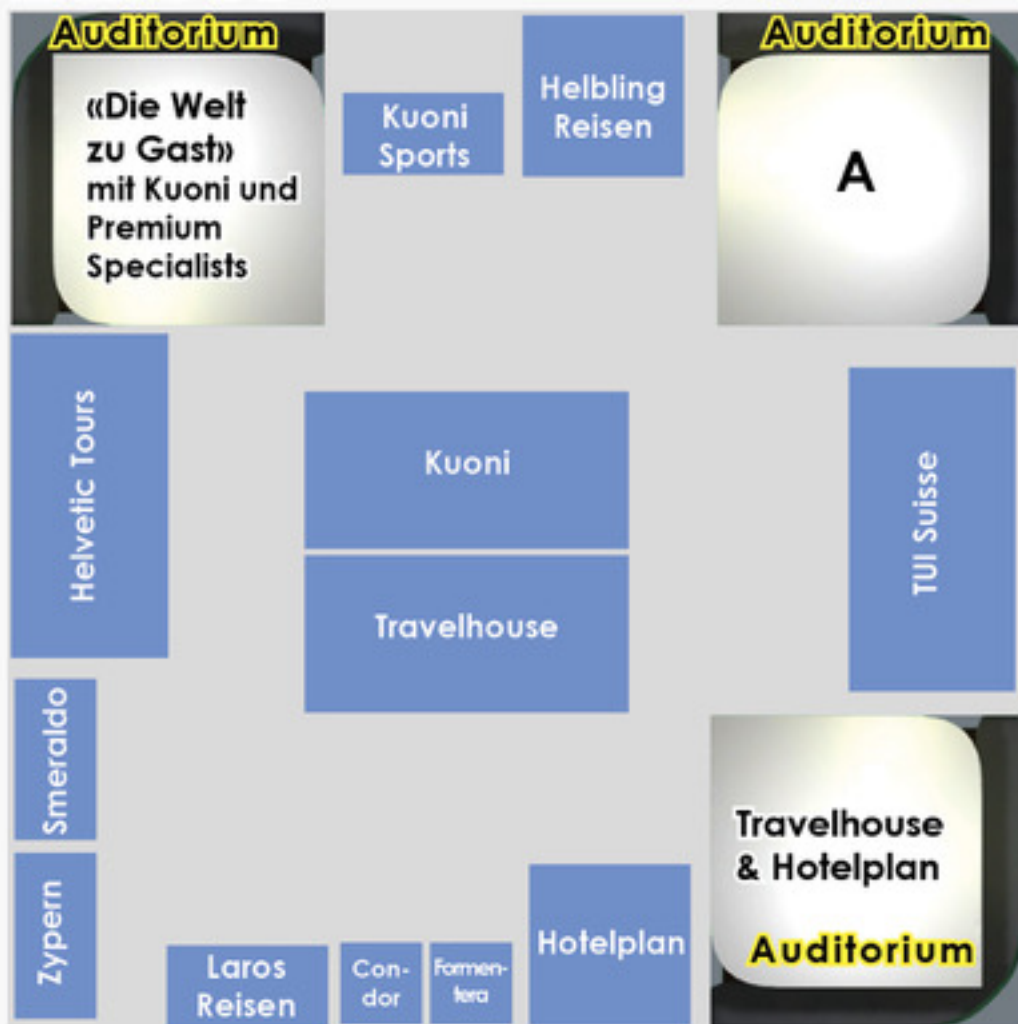 Auditorium
«Die Welt
zu Gast»
mit Kuoni und
Premium
Specialists
Kuoni
Sports
Helbling
Reisen
Auditorium
A
Helvetic Tours
Kuoni
Travelhouse
TUI Suisse
Smeraldo
Zypern
Laros
Reisen
Con-
dor
Formen-
tera
Hotelplan
Travelhouse
& Hotelplan
Auditorium